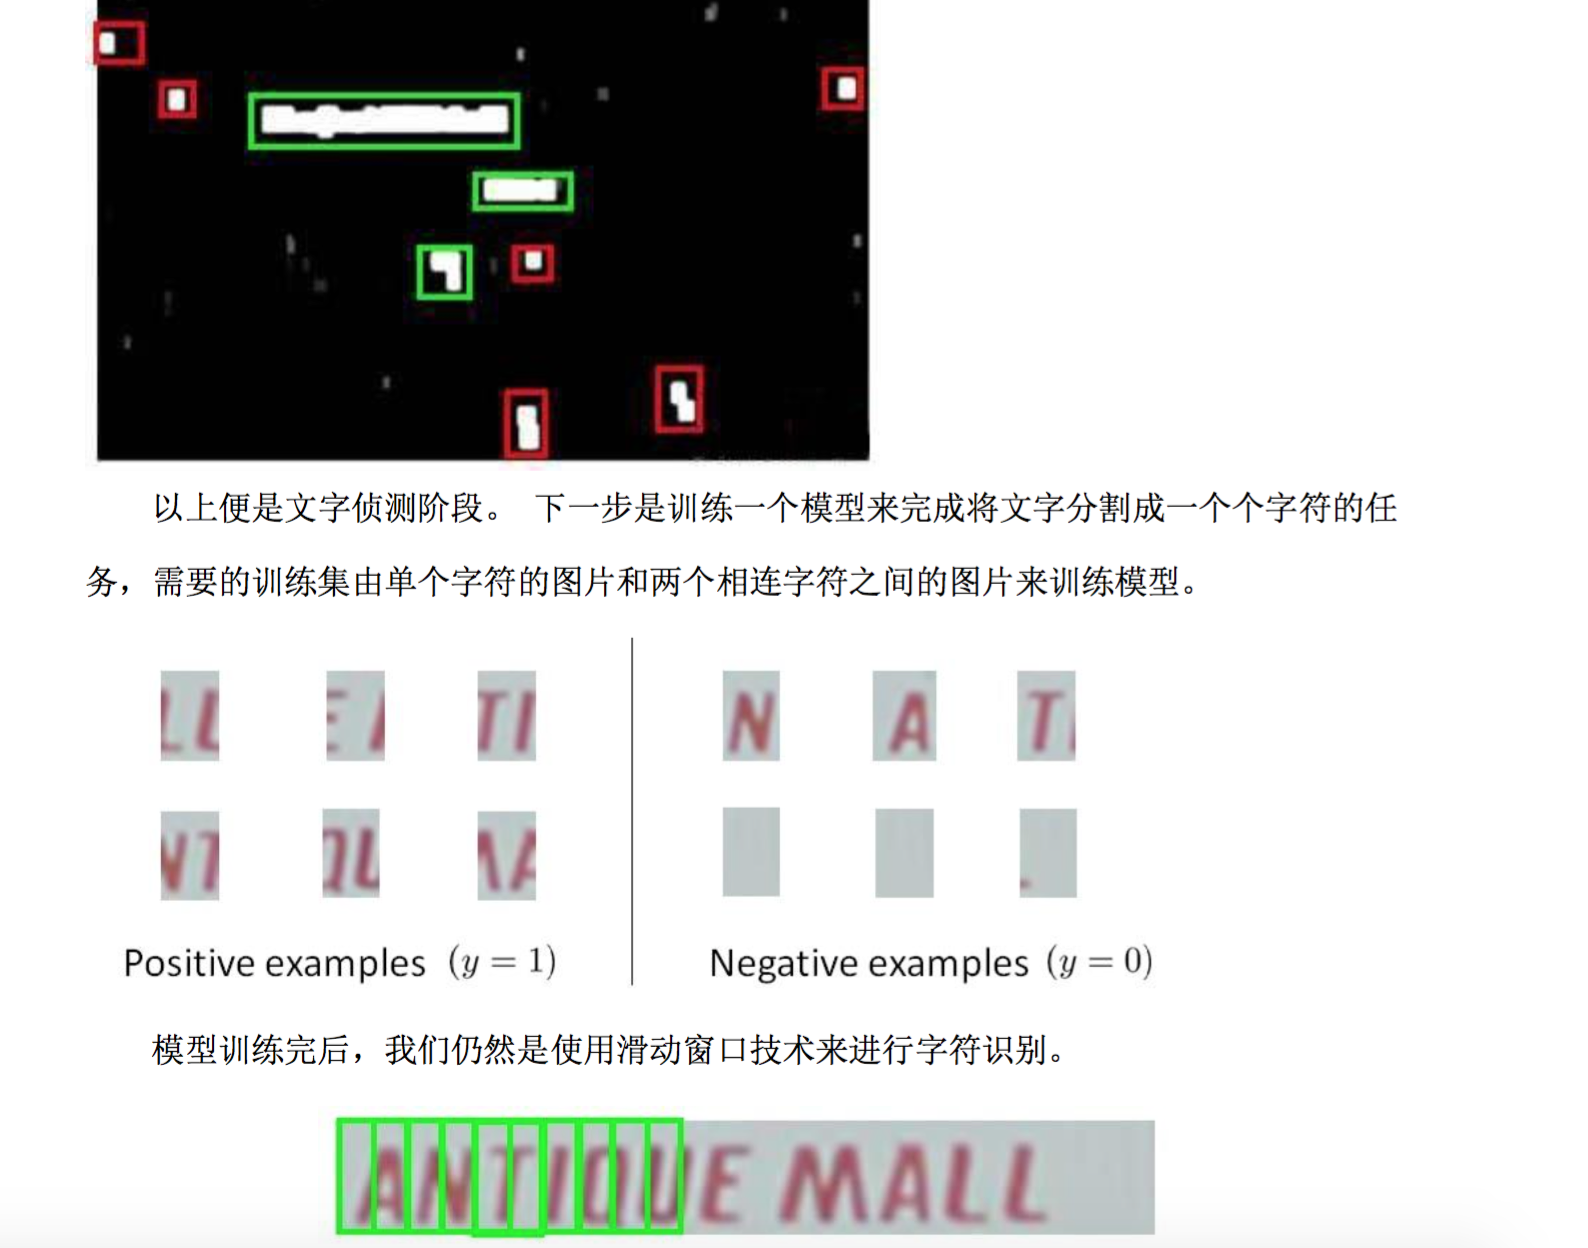 以上便是文字侦测阶段。 下一步是训练一个模型来完成将文字分割成一个个字符的任
务，需要的训练集由单个字符的图片和两个相连字符之间的图片来训练模型。
LL E A TI N A TI
NT QU MA
Positive examples (y = 1) Negative examples (y = 0)
模型训练完后，我们仍然是使用滑动窗口技术来进行字符识别。
ANTIQUE MALL